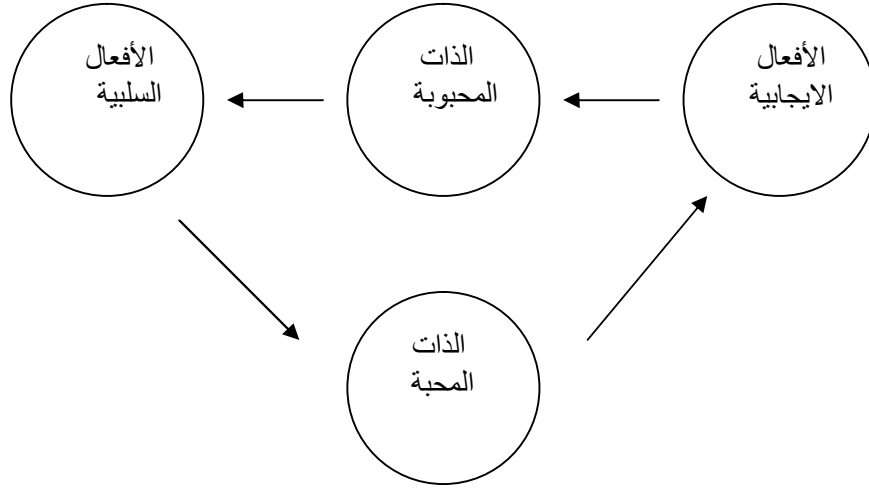 الأفعال
الايجابية
الذات
المحبوبة
الأفعال
السلبية
الذات
المحبة